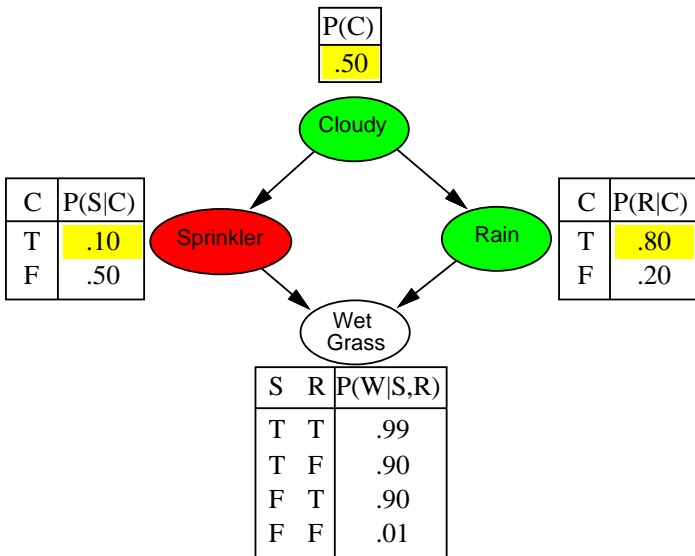 P(C)
.50
Cloudy
C P(S|C)
T .10
F .50
Sprinkler
Rain
C P(R|C)
T .80
F .20
Wet
Grass
S R P(W|S,R)
T T .99
T F .90
F T .90
F F .01